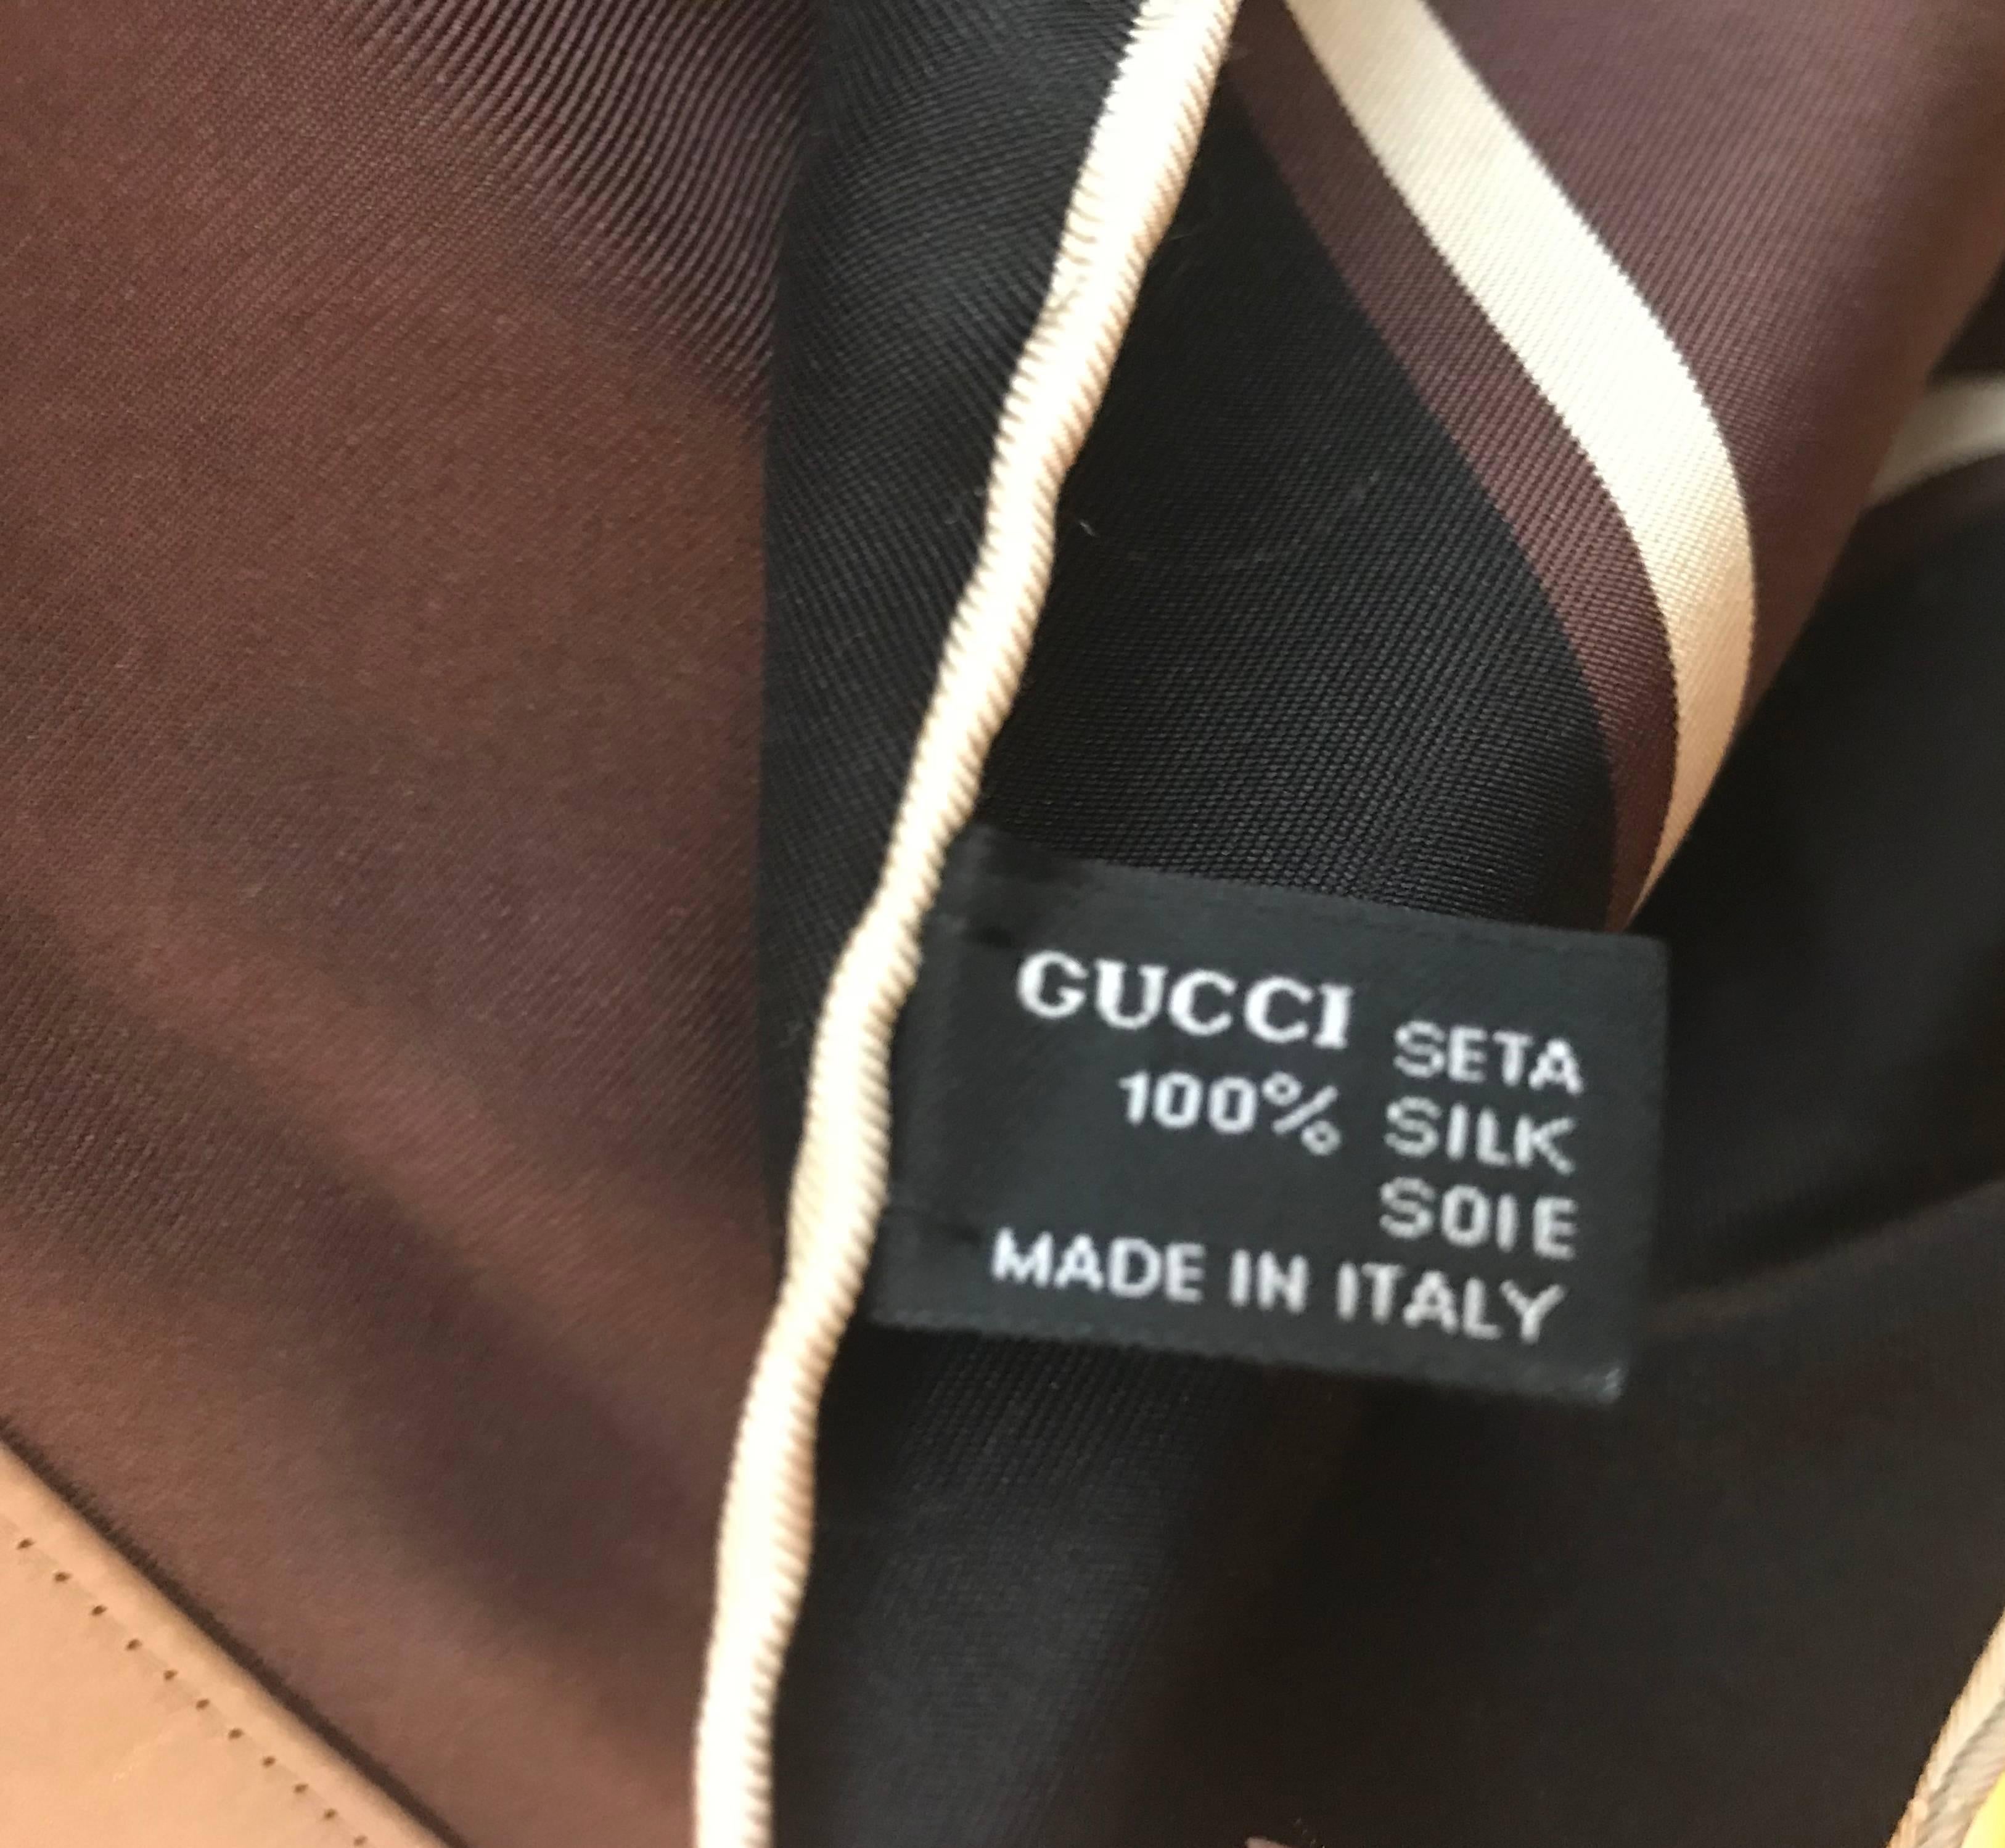 GUCCI SETA
100% SILK
SOIE
MADE IN ITALY